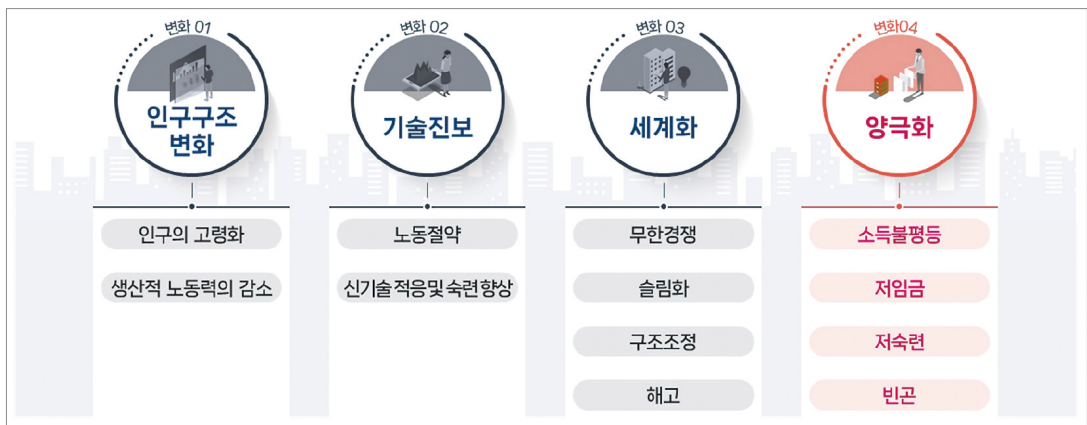 변화 01
인구구조
변화
인구의 고령화
생산적 노동력의 감소
변화 02
기술진보
노동절약
신기술 적응및 숙련 향상
변화 03
세계화
무한경쟁
슬림화
구조조정
해고
변화04
양극화
소득불평등
저임금
저숙련
빈곤